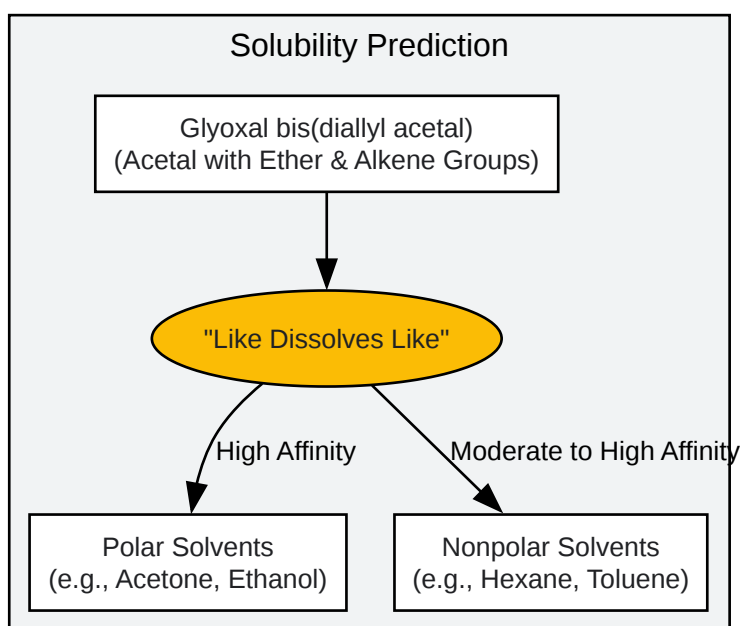 Solubility Prediction
Glyoxal bis(diallyl acetal)
(Acetal with Ether & Alkene Groups)
"Like Dissolves Like"
High Affinity
Moderate to High Affinity
Polar Solvents
(e.g., Acetone, Ethanol)
Nonpolar Solvents
(e.g., Hexane, Toluene)